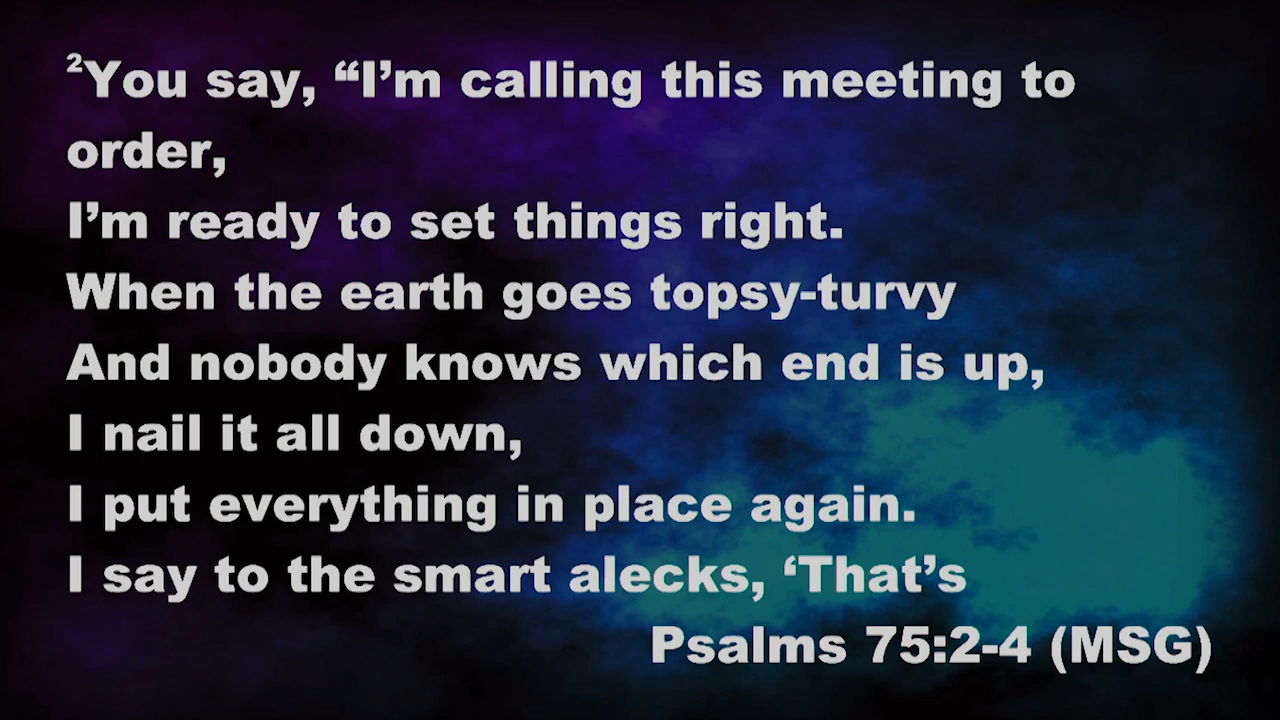 ²You say, “I’m calling this meeting to
order,
I’m ready to set things right.
When the earth goes topsy-turvy
And nobody knows which end is up,
I nail it all down,
I put everything in place again.
I say to the smart alecks, ‘That’s
Psalms 75:2-4 (MSG)